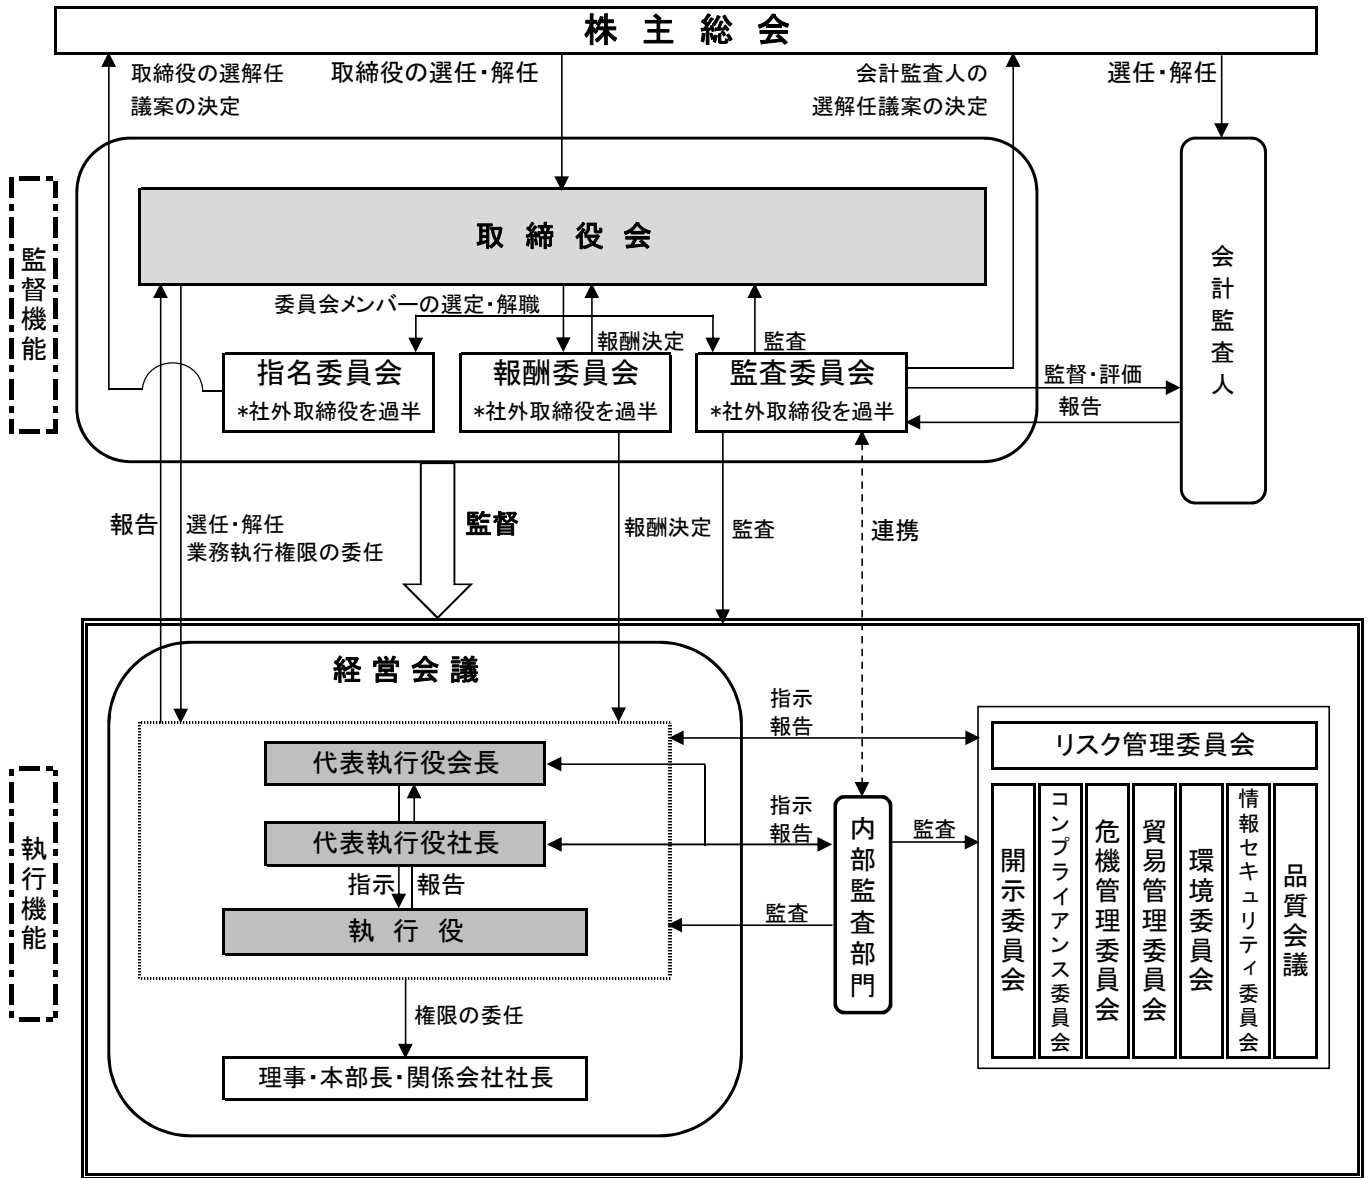 株主総会
取締役の選解任
議案の決定
取締役の選任・解任
会計監査人の
選解任議案の決定
選任・解任
監督機能
取締役会
会計監査人
委員会メンバーの選定・解職
報酬決定
監査
指名委員会
*社外取締役を過半
報酬委員会
*社外取締役を過半
監査委員会
*社外取締役を過半
監督・評価
報告
報告
選任・解任
業務執行権限の委任
監督
報酬決定
監査
連携
執行機能
経営会議
代表執行役会長
代表執行役社長
指示
報告
執行役
権限の委任
理事・本部長・関係会社社長
指示
報告
指示
報告
監査
内部監査部門
監査
リスク管理委員会
開示委員会
コンプライアンス委員会
危機管理委員会
貿易管理委員会
環境委員会
情報セキュリティ委員会
品質会議